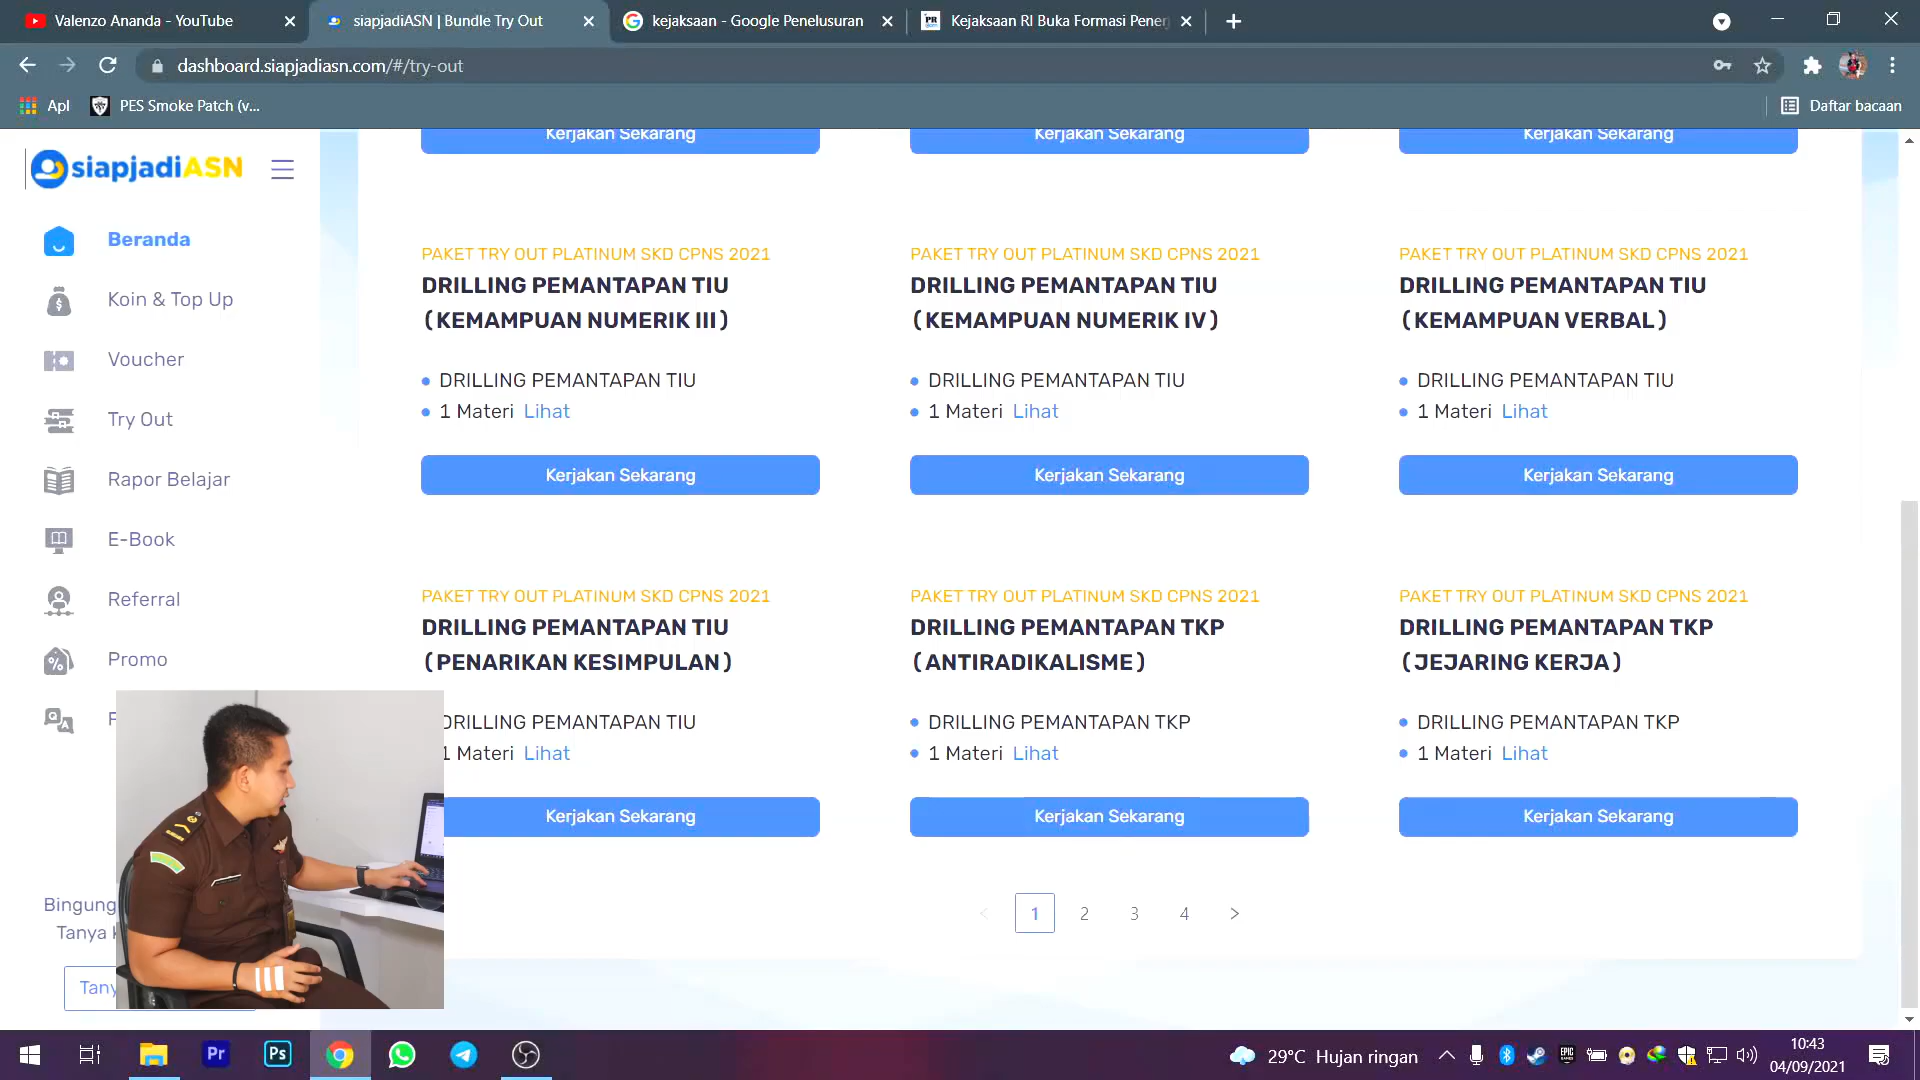 Valenzo Ananda - YouTube
siapjadiASN | Bundle Try Out
kejaksaan - Google Penelusuran
Kejaksaan RI Buka Formasi Pener
dashboard.siapjadiasn.com/#/try-out
Apl
PES Smoke Patch (v...
Daftar bacaan
siapjadiASN
Beranda
Koin & Top Up
Voucher
Try Out
Rapor Belajar
E-Book
Referral
Promo
Bingung
Tanya
Tany
Kerjakan Sekarang
Kerjakan Sekarang
Kerjakan Sekarang
PAKET TRY OUT PLATINUM SKD CPNS 2021
DRILLING PEMANTAPAN TIU
(KEMAMPUAN NUMERIK III)
DRILLING PEMANTAPAN TIU
1 Materi Lihat
Kerjakan Sekarang
PAKET TRY OUT PLATINUM SKD CPNS 2021
DRILLING PEMANTAPAN TIU
(KEMAMPUAN NUMERIK IV)
DRILLING PEMANTAPAN TIU
1 Materi Lihat
Kerjakan Sekarang
PAKET TRY OUT PLATINUM SKD CPNS 2021
DRILLING PEMANTAPAN TIU
(KEMAMPUAN VERBAL)
DRILLING PEMANTAPAN TIU
1 Materi Lihat
Kerjakan Sekarang
PAKET TRY OUT PLATINUM SKD CPNS 2021
DRILLING PEMANTAPAN TIU
(PENARIKAN KESIMPULAN)
DRILLING PEMANTAPAN TIU
1 Materi Lihat
Kerjakan Sekarang
PAKET TRY OUT PLATINUM SKD CPNS 2021
DRILLING PEMANTAPAN TKP
(ANTIRADIKALISME)
DRILLING PEMANTAPAN TKP
1 Materi Lihat
Kerjakan Sekarang
PAKET TRY OUT PLATINUM SKD CPNS 2021
DRILLING PEMANTAPAN TKP
(JEJARING KERJA)
DRILLING PEMANTAPAN TKP
1 Materi Lihat
Kerjakan Sekarang
< 1 2 3 4 >
Pr
Ps
29°C Hujan ringan
10:43
04/09/2021